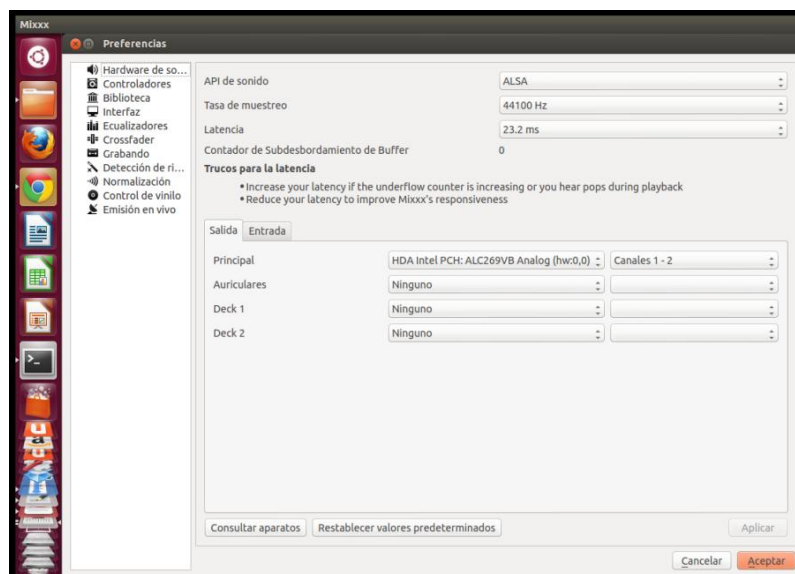 Mixxx
Preferencias
Hardware de so...
Controladores
Biblioteca
Interfaz
Ecualizadores
Crossfader
Grabando
Detección de ri...
Normalización
Control de vinilo
Emisión en vivo
API de sonido ALSA
Tasa de muestreo 44100 Hz
Latencia 23.2 ms
Contador de Subdesbordamiento de Buffer 0
Trucos para la latencia
• Increase your latency if the underflow counter is increasing or you hear pops during playback
• Reduce your latency to improve Mixxx's responsiveness
Salida Entrada
Principal HDA Intel PCH: ALC269VB Analog (hw:0,0) Canales 1 - 2
Auriculares Ninguno
Deck 1 Ninguno
Deck 2 Ninguno
Consultar aparatos Restablecer valores predeterminados Aplicar
Cancelar Aceptar